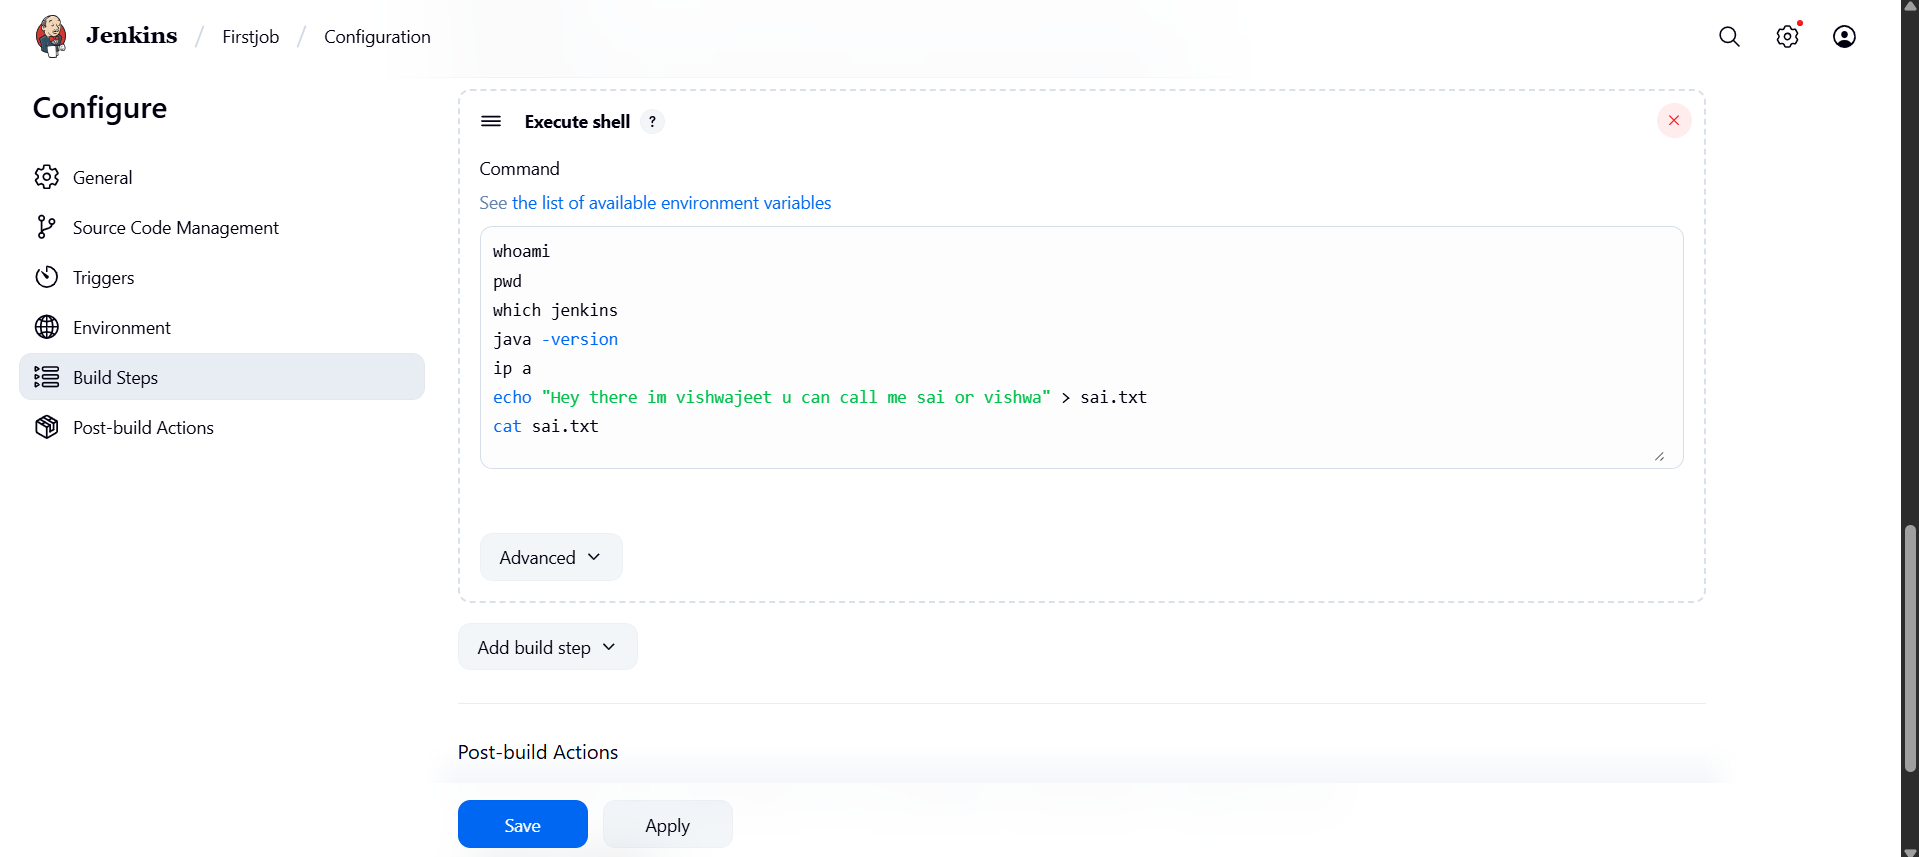 Jenkins / Firstjob / Configuration
Configure
General
Source Code Management
Triggers
Environment
Build Steps
Post-build Actions
Execute shell ?
Command
See the list of available environment variables
whoami
pwd
which jenkins
java -version
ip a
echo "Hey there im vishwajeet u can call me sai or vishwa" > sai.txt
cat sai.txt
Advanced
Add build step
Post-build Actions
Save
Apply